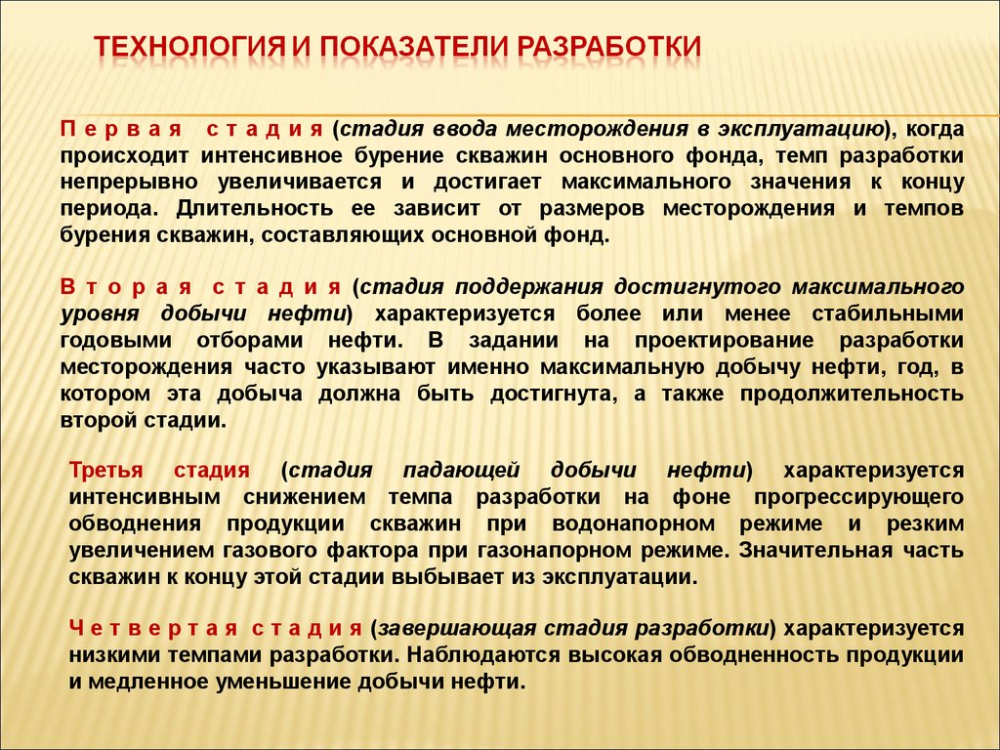 ТЕХНОЛОГИЯ И ПОКАЗАТЕЛИ РАЗРАБОТКИ
П е р в а я с т а д и я (стадия ввода месторождения в эксплуатацию), когда
происходит интенсивное бурение скважин основного фонда, темп разработки
непрерывно увеличивается и достигает максимального значения к концу
периода. Длительность ее зависит от размеров месторождения и темпов
бурения скважин, составляющих основной фонд.
В т о р а я с т а д и я (стадия поддержания достигнутого максимального
уровня добычи нефти) характеризуется более или менее стабильными
годовыми отборами нефти. В задании на проектирование разработки
месторождения часто указывают именно максимальную добычу нефти, год, в
котором эта добыча должна быть достигнута, а также продолжительность
второй стадии.
Третья стадия (стадия падающей добычи нефти) характеризуется
интенсивным снижением темпа разработки на фоне прогрессирующего
обводнения продукции скважин при водонапорном режиме и резким
увеличением газового фактора при газонапорном режиме. Значительная часть
скважин к концу этой стадии выбывает из эксплуатации.
Ч е т в е р т а я с т а д и я (завершающая стадия разработки) характеризуется
низкими темпами разработки. Наблюдаются высокая обводненность продукции
и медленное уменьшение добычи нефти.